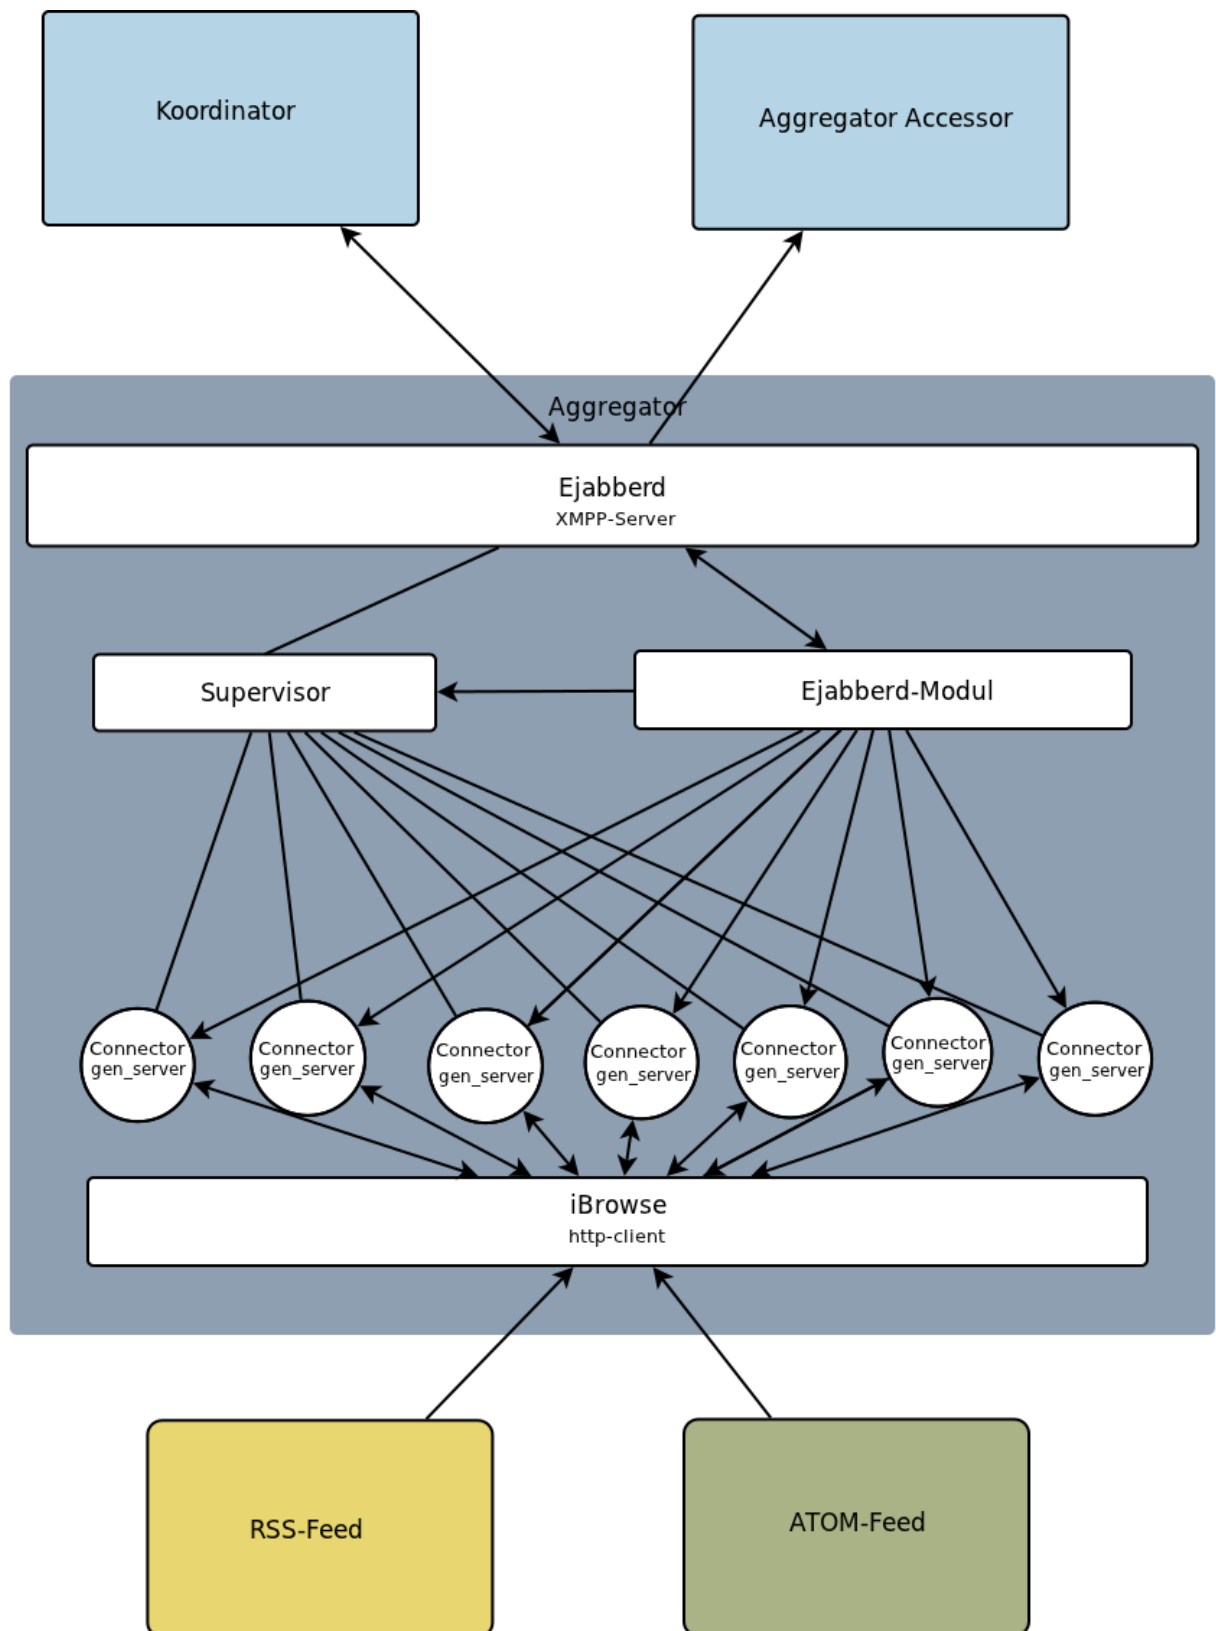 Koordinator
Aggregator Accessor
Aggregator
Ejabberd
XMPP-Server
Supervisor
Ejabberd-Modul
Connector
gen_server
Connector
gen_server
Connector
gen_server
Connector
gen_server
Connector
gen_server
Connector
gen_server
Connector
gen_server
iBrowse
http-client
RSS-Feed
ATOM-Feed